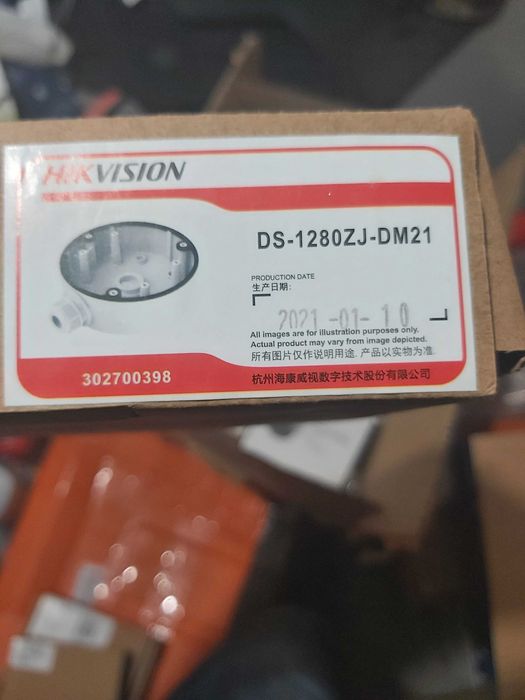 HIKVISION
DS-1280ZJ-DM21
PRODUCTION DATE
生产日期:
2021-01-10
All images are for illustration purposes only.
Actual product may vary from image depicted.
所有图片仅作说明用途, 产品以实物为准
302700398
杭州海康威视数字技术股份有限公司